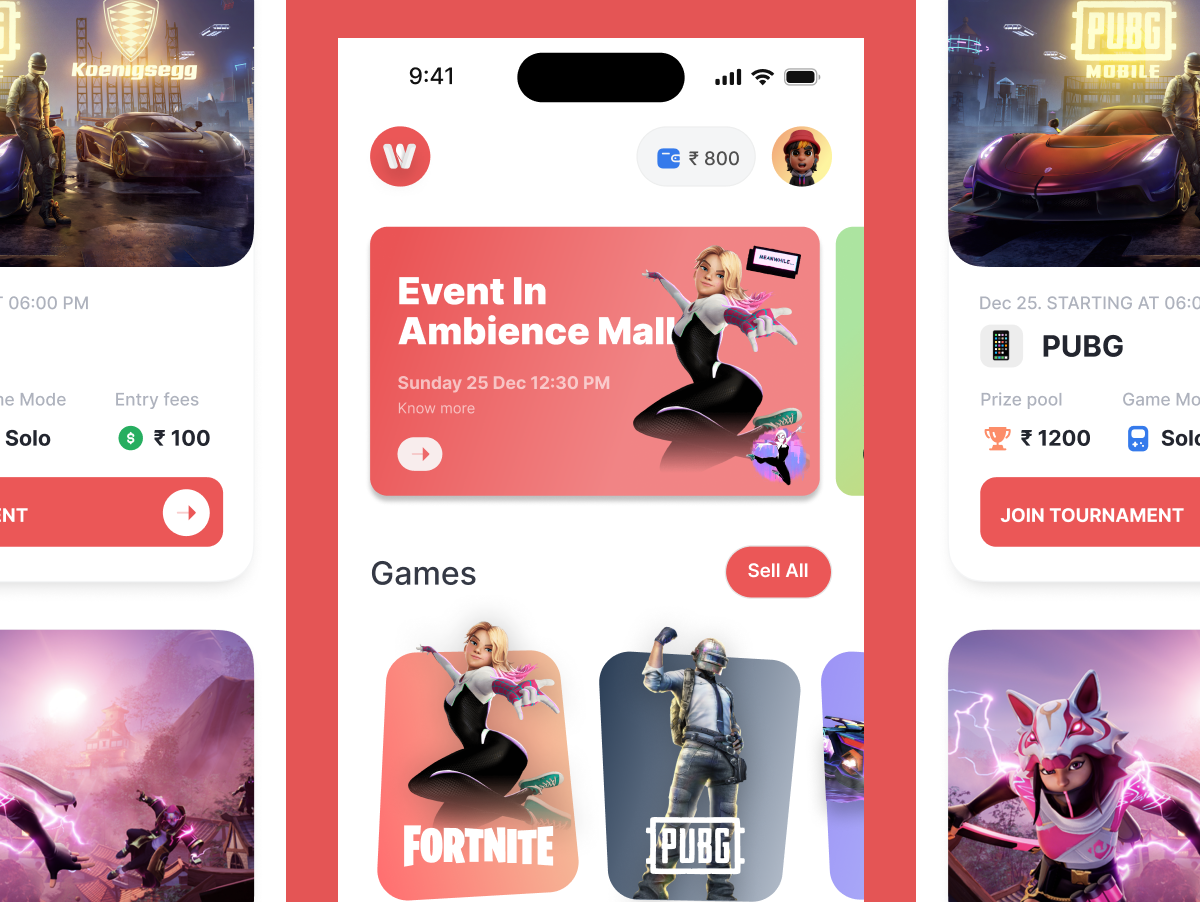 Koenigsegg
T 06:00 PM
ne Mode
Entry fees
Solo
₹ 100
ENT
9:41
W
₹ 800
Event In
Ambience Mall
MEANWHILE...
Sunday 25 Dec 12:30 PM
Know more
Games
Sell All
FORTNITE
PUBG
PUBG
MOBILE
Dec 25. STARTING AT 06:0
PUBG
Prize pool
Game Mo
₹ 1200
Solo
JOIN TOURNAMENT